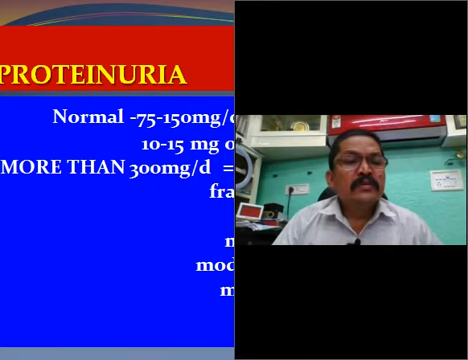 PROTEINURIA
Normal -75-150mg/d
10-15 mg o
MORE THAN 300mg/d =
fra
mod